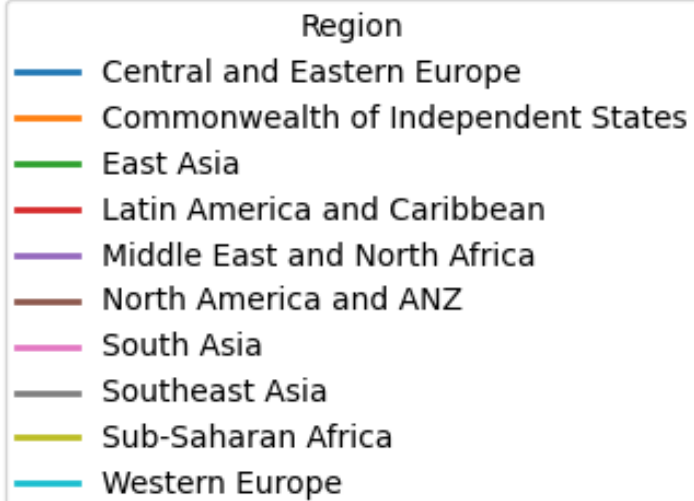 Region
Central and Eastern Europe
Commonwealth of Independent States
East Asia
Latin America and Caribbean
Middle East and North Africa
North America and ANZ
South Asia
Southeast Asia
Sub-Saharan Africa
Western Europe